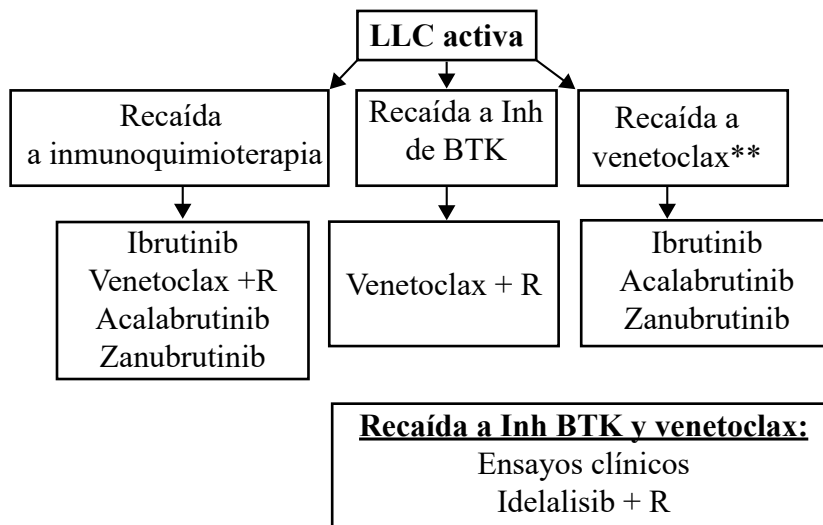 LLC activa
Recaída
a inmunoquimioterapia
Recaída a Inh
de BTK
Recaída a
venetoclax**
Ibrutinib
Venetoclax +R
Acalabrutinib
Zanubrutinib
Venetoclax + R
Ibrutinib
Acalabrutinib
Zanubrutinib
Recaída a Inh BTK y venetoclax:
Ensayos clínicos
Idelalisib + R